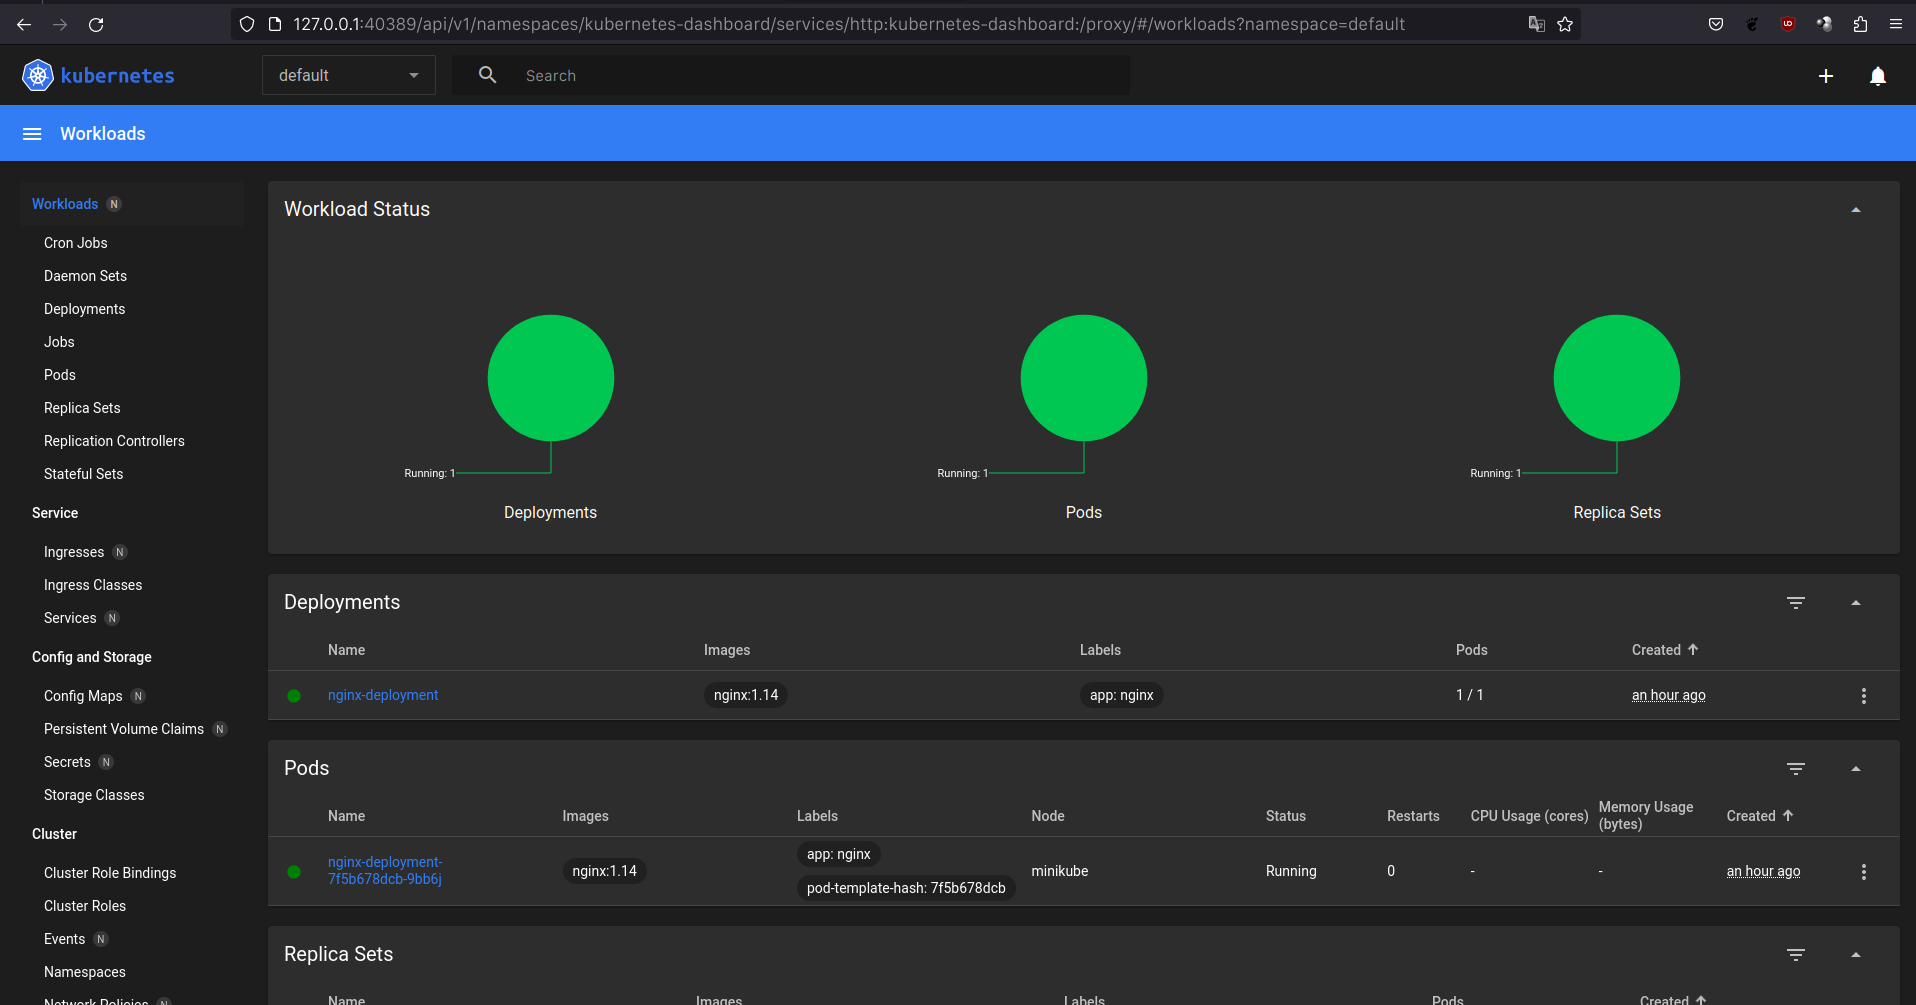 127.0.0.1:40389/api/v1/namespaces/kubernetes-dashboard/services/http:kubernetes-dashboard:/proxy/#/workloads?namespace=default
kubernetes
default
Search
Workloads
Workloads N
Cron Jobs
Daemon Sets
Deployments
Jobs
Pods
Replica Sets
Replication Controllers
Stateful Sets
Service
Ingresses N
Ingress Classes
Services N
Config and Storage
Config Maps N
Persistent Volume Claims N
Secrets N
Storage Classes
Cluster
Cluster Role Bindings
Cluster Roles
Events N
Namespaces
Network Policies N
Workload Status
Running: 1
Deployments
Running: 1
Pods
Running: 1
Replica Sets
Deployments
Name Images Labels Pods Created
nginx-deployment nginx:1.14 app: nginx 1 / 1 an hour ago
Pods
Name Images Labels Node Status Restarts CPU Usage (cores) Memory Usage
(bytes) Created
nginx-deployment-
7f5b678dcb-9bb6j
nginx:1.14
app: nginx
pod-template-hash: 7f5b678dcb
minikube Running 0 - - an hour ago
Replica Sets
Name Images Labels Pods Created